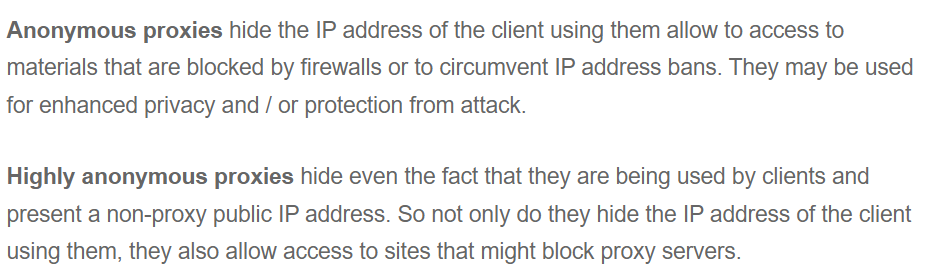 Anonymous proxies hide the IP address of the client using them allow to access to
materials that are blocked by firewalls or to circumvent IP address bans. They may be used
for enhanced privacy and / or protection from attack.
Highly anonymous proxies hide even the fact that they are being used by clients and
present a non-proxy public IP address. So not only do they hide the IP address of the client
using them, they also allow access to sites that might block proxy servers.